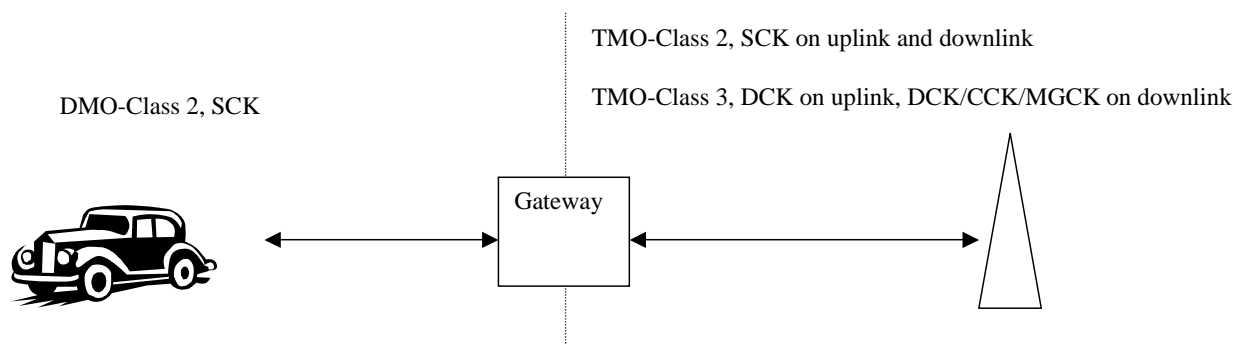 TMO-Class 2, SCK on uplink and downlink
DMO-Class 2, SCK
TMO-Class 3, DCK on uplink, DCK/CCK/MGCK on downlink
Gateway